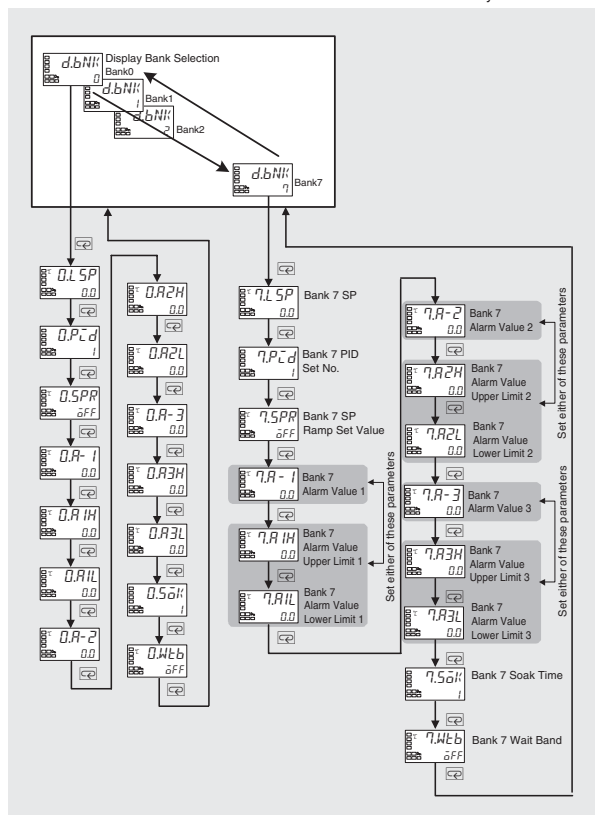 Display Bank Selection
d.bNK
0
Bank0
d.bNK
1
Bank1
d.bNK
2
Bank2
d.bNK
7
Bank7
0.LSP
0.0
0.Pid
1
0.SPR
oFF
0.A-1
0.0
0.A1H
0.0
0.A1L
0.0
0.A-2
0.0
0.A2H
0.0
0.A2L
0.0
0.A-3
0.0
0.A3H
0.0
0.A3L
0.0
0.SoK
1
0.Wtb
oFF
7.LSP
0.0
Bank 7 SP
7.Pid
1
Bank 7 PID
Set No.
7.SPR
oFF
Bank 7 SP
Ramp Set Value
7.A-1
0.0
Bank 7
Alarm Value 1
7.A1H
0.0
Bank 7
Alarm Value
Upper Limit 1
7.A1L
0.0
Bank 7
Alarm Value
Lower Limit 1
Set either of these parameters
7.A-2
0.0
Bank 7
Alarm Value 2
7.A2H
0.0
Bank 7
Alarm Value
Upper Limit 2
7.A2L
0.0
Bank 7
Alarm Value
Lower Limit 2
Set either of these parameters
7.A-3
0.0
Bank 7
Alarm Value 3
7.A3H
0.0
Bank 7
Alarm Value
Upper Limit 3
7.A3L
0.0
Bank 7
Alarm Value
Lower Limit 3
Set either of these parameters
7.SoK
1
Bank 7 Soak Time
7.Wtb
oFF
Bank 7 Wait Band